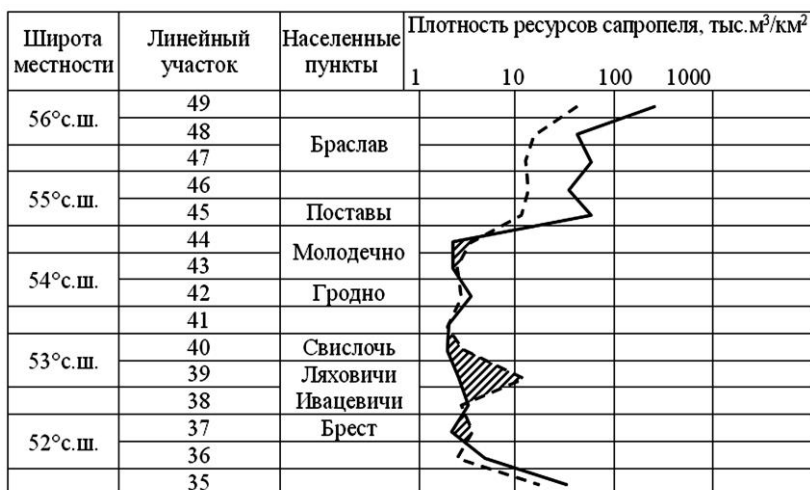 Широта местности
Линейный участок
Населенные пункты
Плотность ресурсов сапропеля, тыс.м³/км²
1 10 100 1000
56°с.ш.
55°с.ш.
54°с.ш.
53°с.ш.
52°с.ш.
49
48
47
46
45
44
43
42
41
40
39
38
37
36
35
Браслав
Поставы
Молодечно
Гродно
Свислочь
Ляховичи
Ивацевичи
Брест